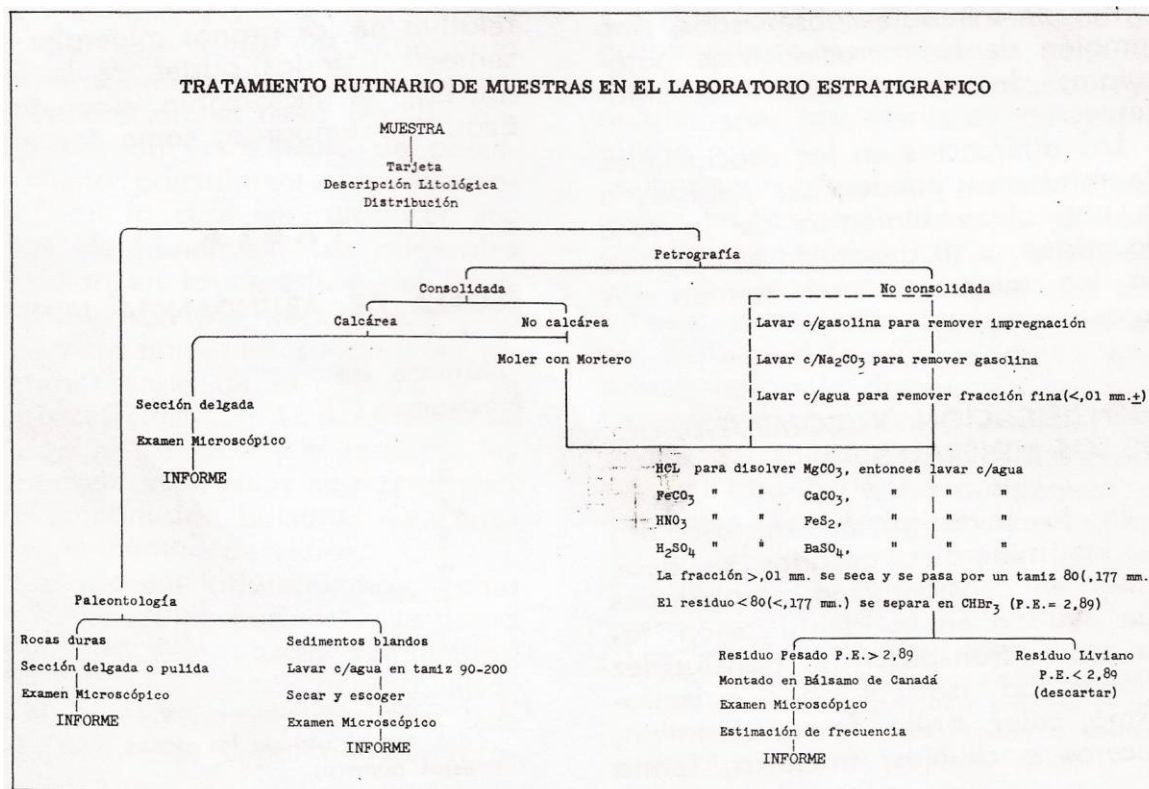 TRATAMIENTO RUTINARIO DE MUESTRAS EN EL LABORATORIO ESTRATIGRAFICO
MUESTRA
Tarjeta
Descripción Litológica
Distribución
Petrografía
Consolidada
No consolidada
Calcárea
No calcárea
Moler con Mortero
Lavar c/gasolina para remover impregnación
Lavar c/Na2CO3 para remover gasolina
Lavar c/agua para remover fracción fina(<,01 mm.+)
Sección delgada
Examen Microscópico
INFORME
HCL para disolver MgCO3, entonces lavar c/agua
FeCO3 " " CaCO3, " " "
HNO3 " " FeS2, " " "
H2SO4 " " BaSO4, " " "
La fracción >,01 mm. se seca y se pasa por un tamiz 80(,177 mm.
El residuo <80(<,177 mm.) se separa en CHBr3 (P.E.= 2,89)
Paleontología
Rocas duras
Sección delgada o pulida
Examen Microscópico
INFORME
Sedimentos blandos
Lavar c/agua en tamiz 90-200
Secar y escoger
Examen Microscópico
INFORME
Residuo Pesado P.E.> 2,89
Montado en Bálsamo de Canadá
Examen Microscópico
Estimación de frecuencia
INFORME
Residuo Liviano
P.E.< 2,89
(descartar)